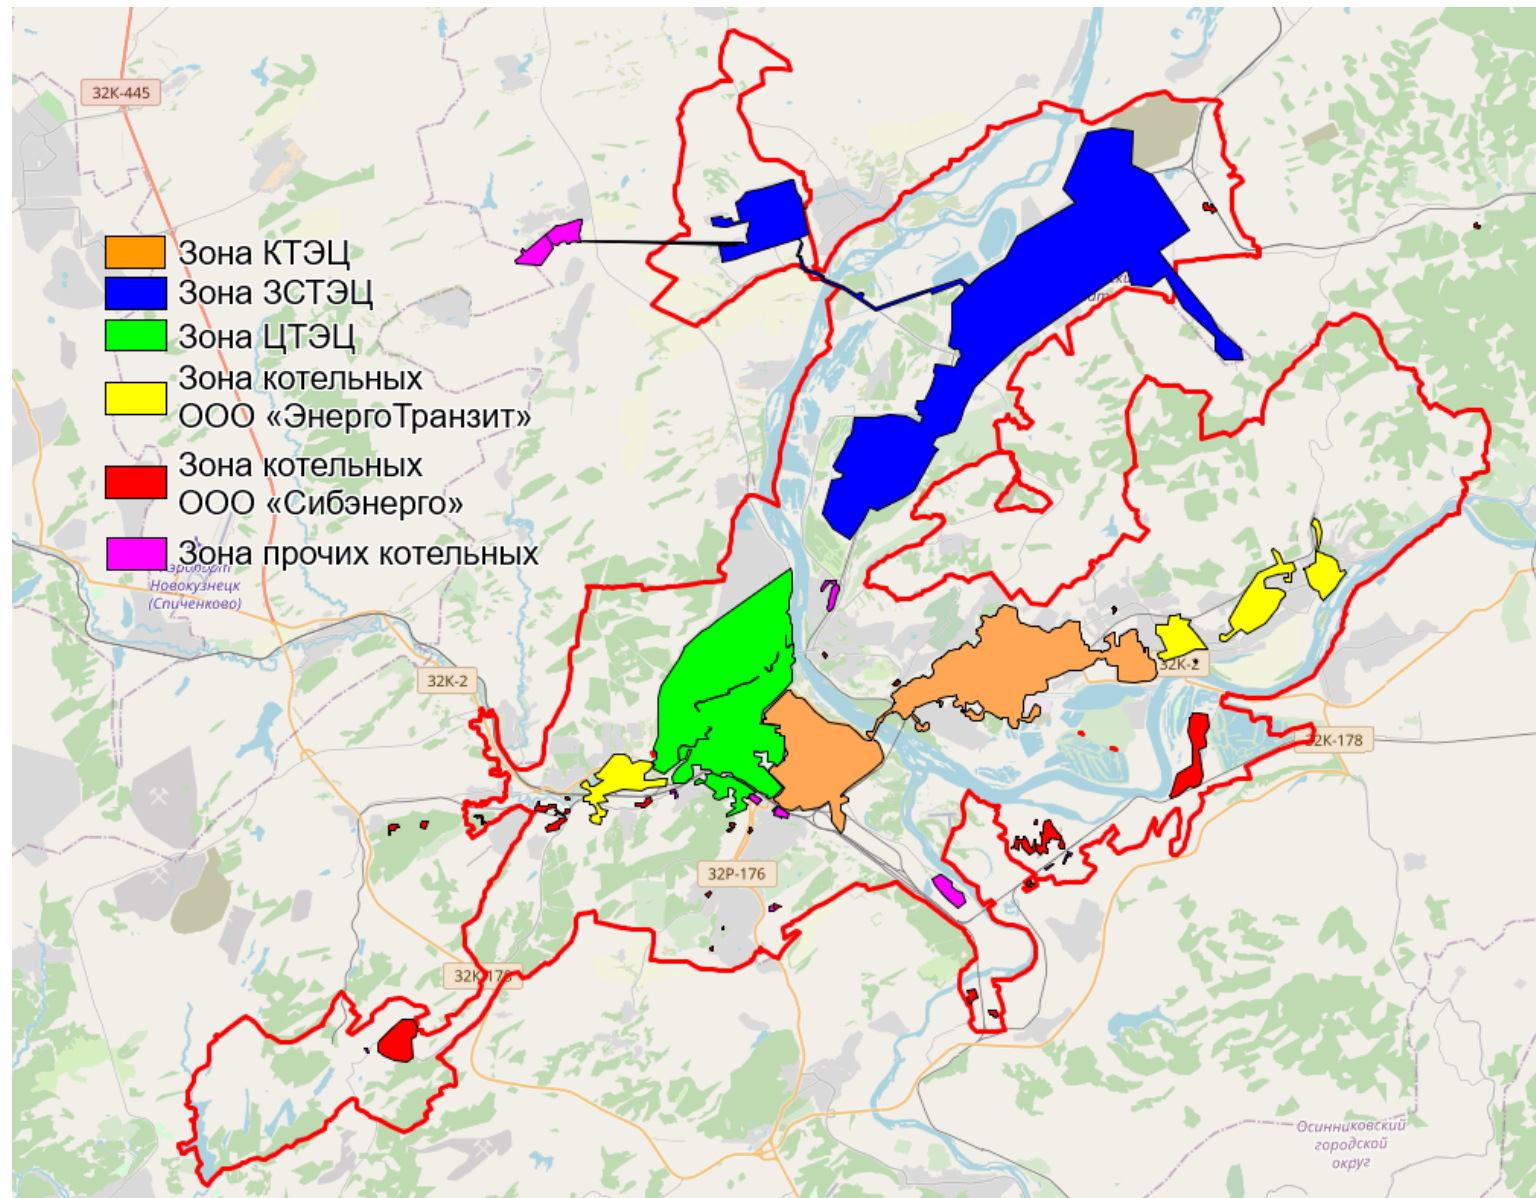 32К-445
Зона КТЭЦ
Зона ЗСТЭЦ
Зона ЦТЭЦ
Зона котельных
ООО «ЭнергоТранзит»
Зона котельных
ООО «Сибэнерго»
Зона прочих котельных
Новокузнецк
(Спиченково)
32К-2
32К-2
32К-178
32Р-176
32К-178
Осинниковский
городской
округ